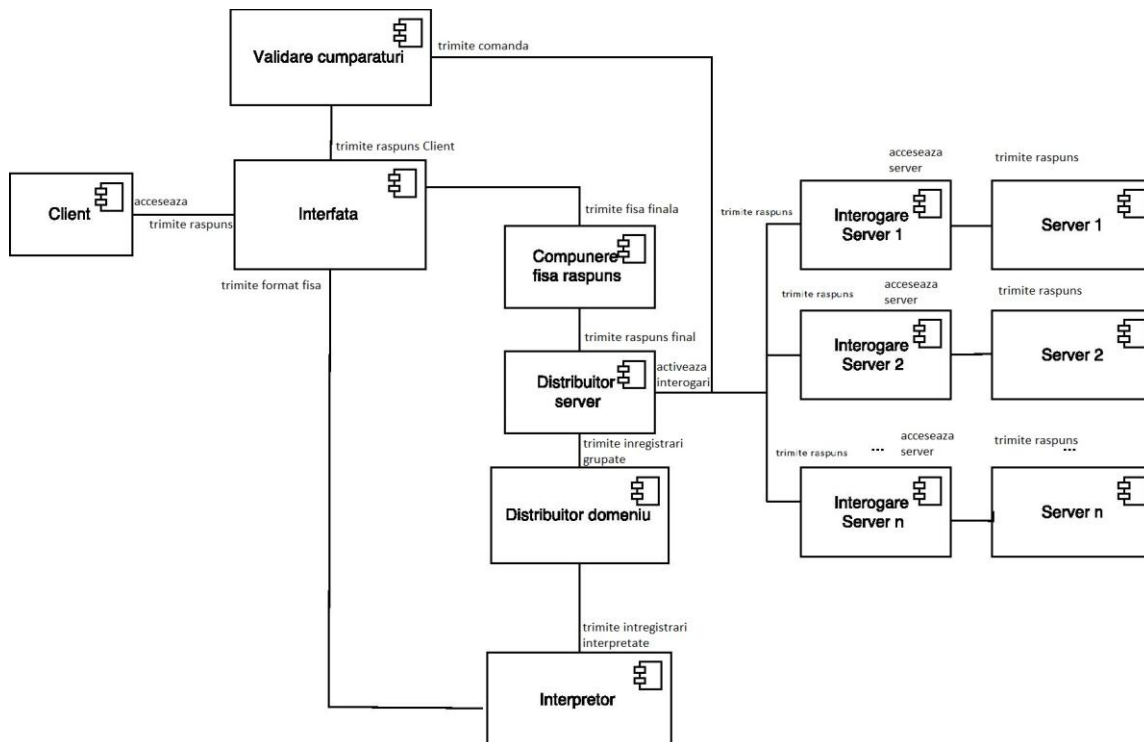 Validare cumparaturi
trimite comanda
trimite raspuns Client
Client
acceseaza
trimite raspuns
Interfata
trimite format fisa
trimite fisa finala
Compunere
fisa raspuns
trimite raspuns final
Distribuitor
server
activeaza
interogari
trimite inregistrari
grupate
Distribuitor domeniu
trimite intregistrari
interpretate
Interpretor
trimite raspuns
acceseaza
server
trimite raspuns
Interogare
Server 1
Server 1
trimite raspuns
acceseaza
server
trimite raspuns
Interogare
Server 2
Server 2
trimite raspuns
...
acceseaza
server
trimite raspuns
...
Interogare
Server n
Server n